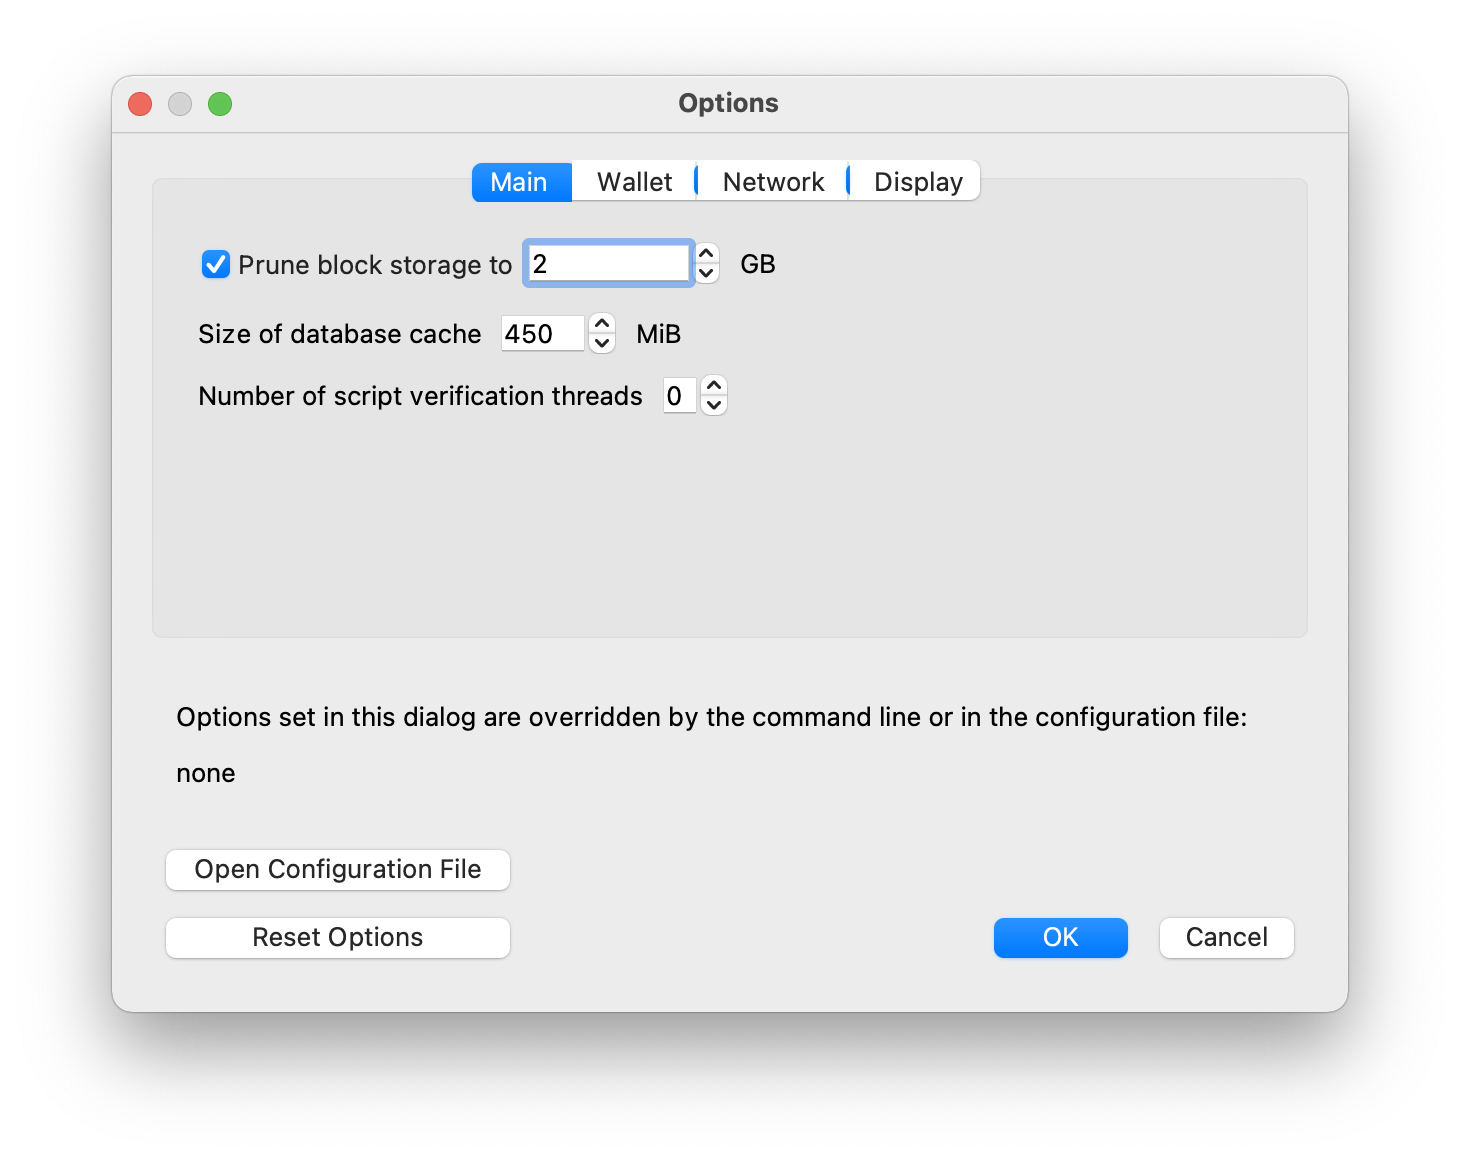 Options
Main Wallet Network Display
Prune block storage to 2 GB
Size of database cache 450 MiB
Number of script verification threads 0
Options set in this dialog are overridden by the command line or in the configuration file:
none
Open Configuration File
Reset Options OK Cancel